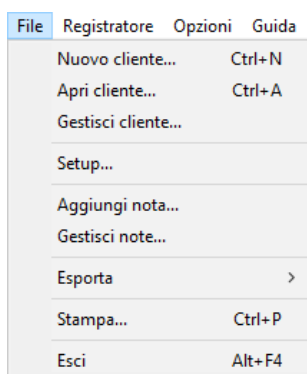 File Registratore Opzioni Guida
Nuovo cliente... Ctrl+N
Apri cliente... Ctrl+A
Gestisci cliente...
Setup...
Aggiungi nota...
Gestisci note...
Esporta >
Stampa... Ctrl+P
Esci Alt+F4